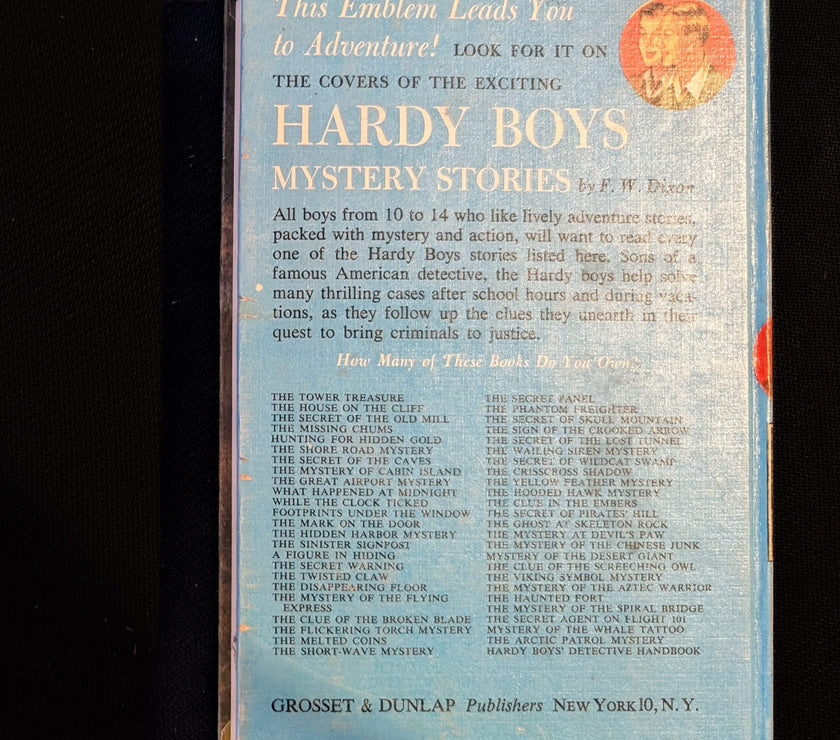 This Emblem Leads You
to Adventure! LOOK FOR IT ON
THE COVERS OF THE EXCITING
HARDY BOYS
MYSTERY STORIES by F. W. Dixon
All boys from 10 to 14 who like lively adventure stories,
packed with mystery and action, will want to read every
one of the Hardy Boys stories listed here. Sons of a
famous American detective, the Hardy boys help solve
many thrilling cases after school hours and during vaca-
tions, as they follow up the clues they unearth in their
quest to bring criminals to justice.
How Many of These Books Do You Own?
THE TOWER TREASURE
THE HOUSE ON THE CLIFF
THE SECRET OF THE OLD MILL
THE MISSING CHUMS
HUNTING FOR HIDDEN GOLD
THE SHORE ROAD MYSTERY
THE SECRET OF THE CAVES
THE MYSTERY OF CABIN ISLAND
THE GREAT AIRPORT MYSTERY
WHAT HAPPENED AT MIDNIGHT
WHILE THE CLOCK TICKED
FOOTPRINTS UNDER THE WINDOW
THE MARK ON THE DOOR
THE HIDDEN HARBOR MYSTERY
THE SINISTER SIGNPOST
A FIGURE IN HIDING
THE SECRET WARNING
THE TWISTED CLAW
THE DISAPPEARING FLOOR
THE MYSTERY OF THE FLYING
EXPRESS
THE CLUE OF THE BROKEN BLADE
THE FLICKERING TORCH MYSTERY
THE MELTED COINS
THE SHORT-WAVE MYSTERY
THE SECRET PANEL
THE PHANTOM FREIGHTER
THE SECRET OF SKULL MOUNTAIN
THE SIGN OF THE CROOKED ARROW
THE SECRET OF THE LOST TUNNEL
THE WAILING SIREN MYSTERY
THE SECRET OF WILDCAT SWAMP
THE CRISSCROSS SHADOW
THE YELLOW FEATHER MYSTERY
THE HOODED HAWK MYSTERY
THE CLUE IN THE EMBERS
THE SECRET OF PIRATES' HILL
THE GHOST AT SKELETON ROCK
THE MYSTERY AT DEVIL'S PAW
THE MYSTERY OF THE CHINESE JUNK
MYSTERY OF THE DESERT GIANT
THE CLUE OF THE SCREECHING OWL
THE VIKING SYMBOL MYSTERY
THE MYSTERY OF THE AZTEC WARRIOR
THE HAUNTED FORT
THE MYSTERY OF THE SPIRAL BRIDGE
THE SECRET AGENT ON FLIGHT 101
MYSTERY OF THE WHALE TATTOO
THE ARCTIC PATROL MYSTERY
HARDY BOYS' DETECTIVE HANDBOOK
GROSSET & DUNLAP Publishers NEW YORK 10, N. Y.